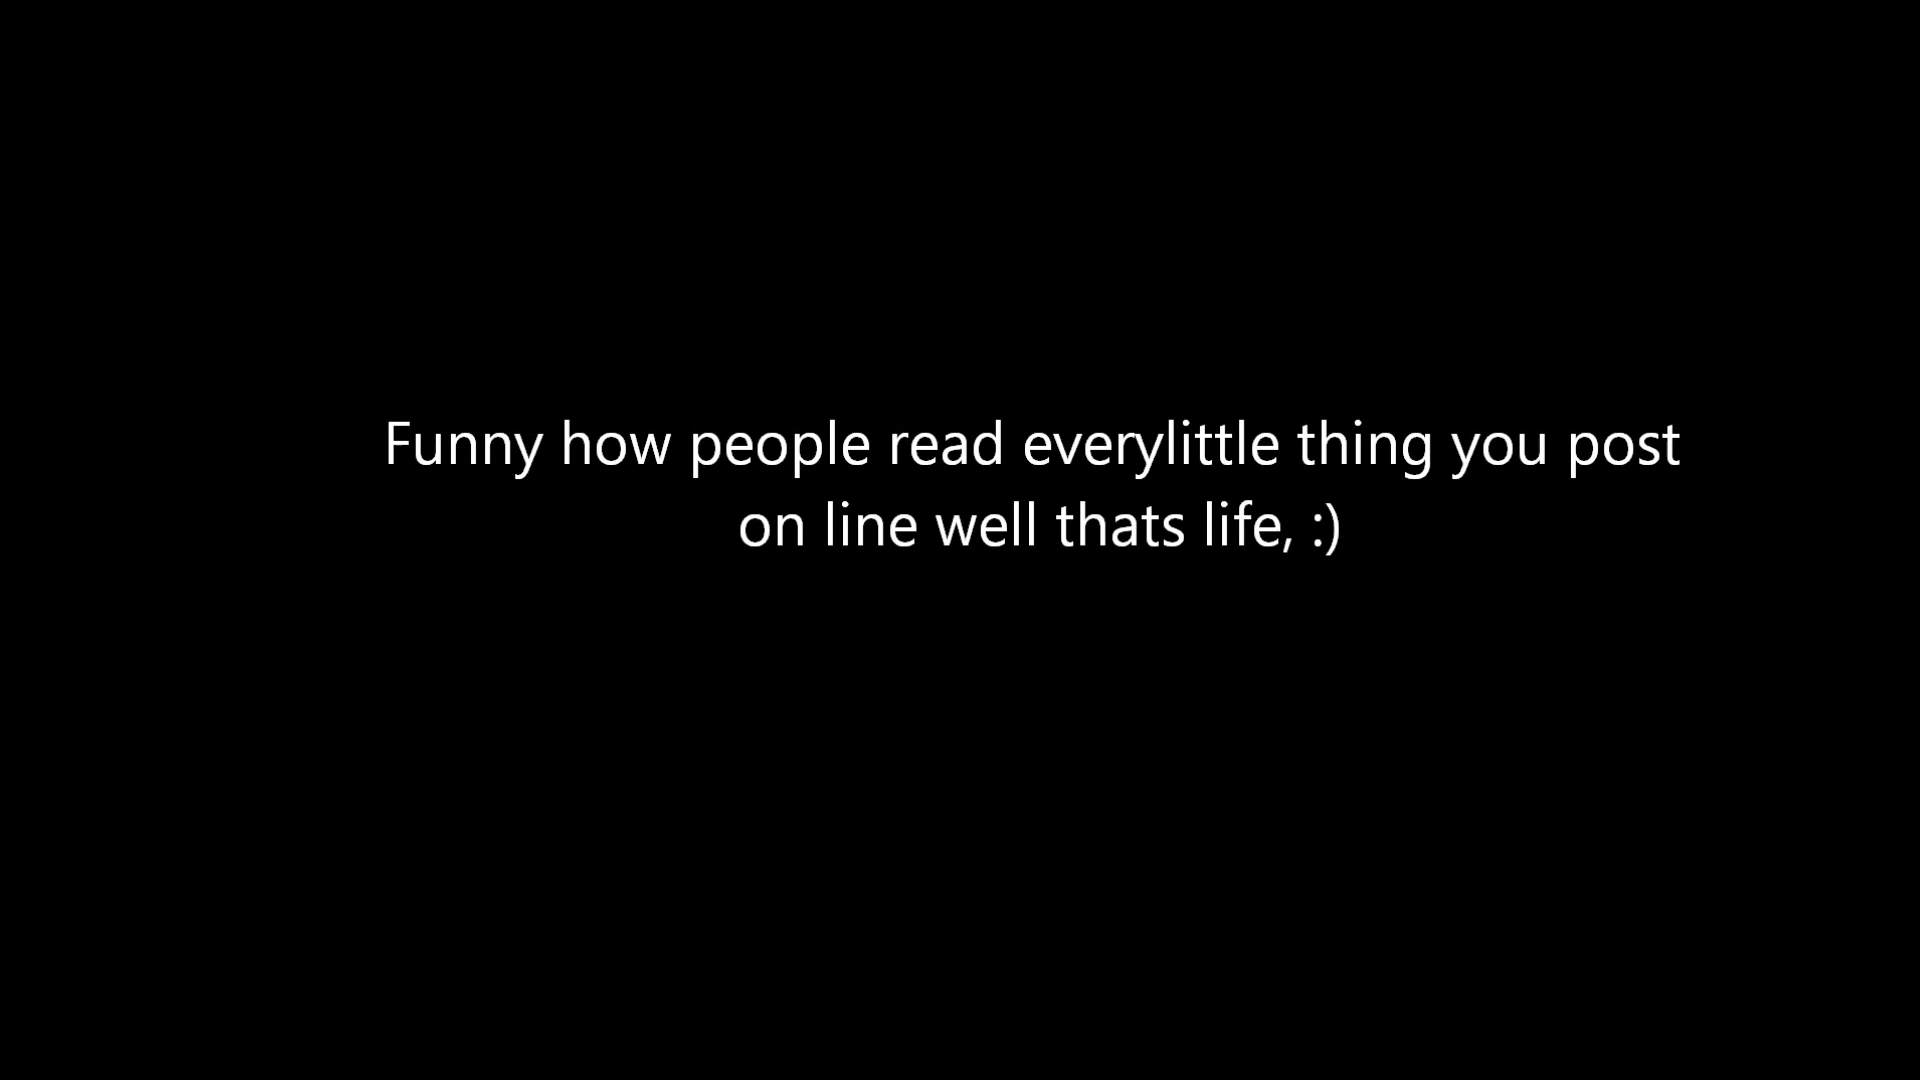 Funny how people read everylittle thing you post
on line well thats life, :)